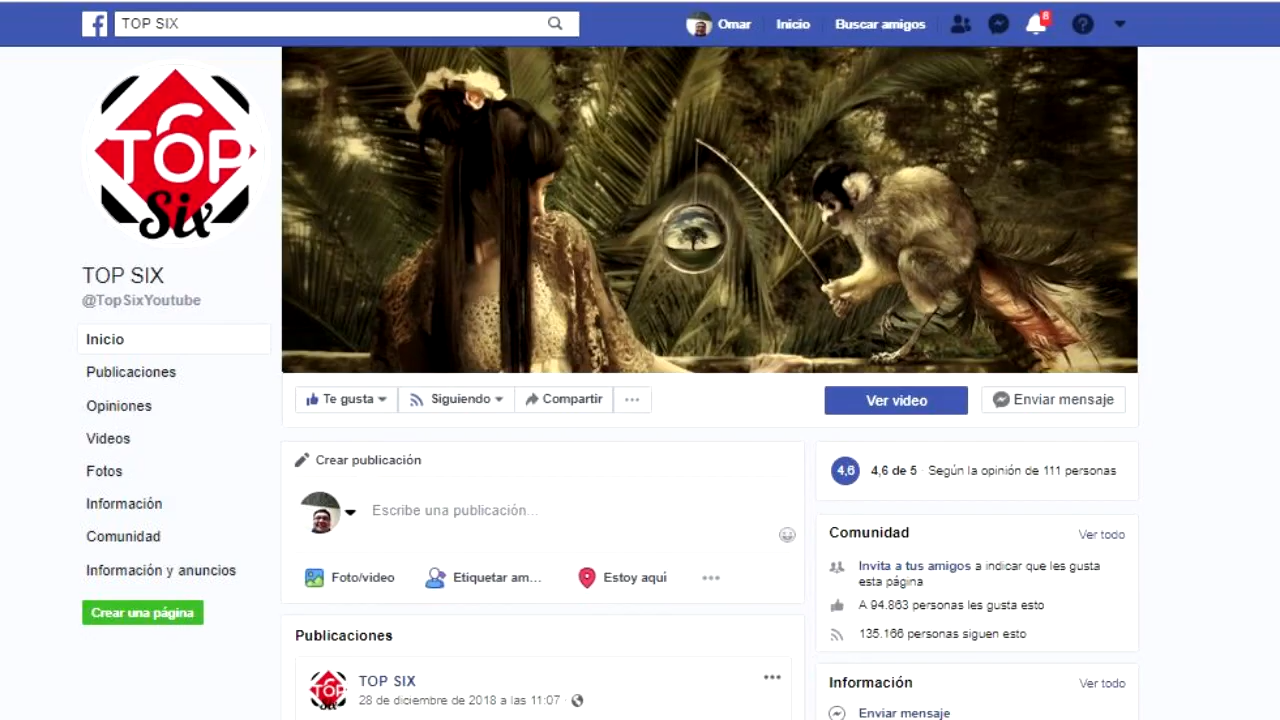 TOP SIX
Omar
Inicio
Buscar amigos
8
TOP
Six
TOP SIX
@TopSixYoutube
Inicio
Publicaciones
Opiniones
Videos
Fotos
Información
Comunidad
Información y anuncios
Crear una página
Te gusta
Siguiendo
Compartir
Ver video
Enviar mensaje
Crear publicación
Escribe una publicación...
Foto/video
Etiquetar am...
Estoy aquí
Publicaciones
TOP
Six
TOP SIX
28 de diciembre de 2018 a las 11:07 ·
4,6
4,6 de 5 · Según la opinión de 111 personas
Comunidad
Ver todo
Invita a tus amigos a indicar que les gusta
esta página
A 94.863 personas les gusta esto
135.166 personas siguen esto
Información
Ver todo
Enviar mensaje